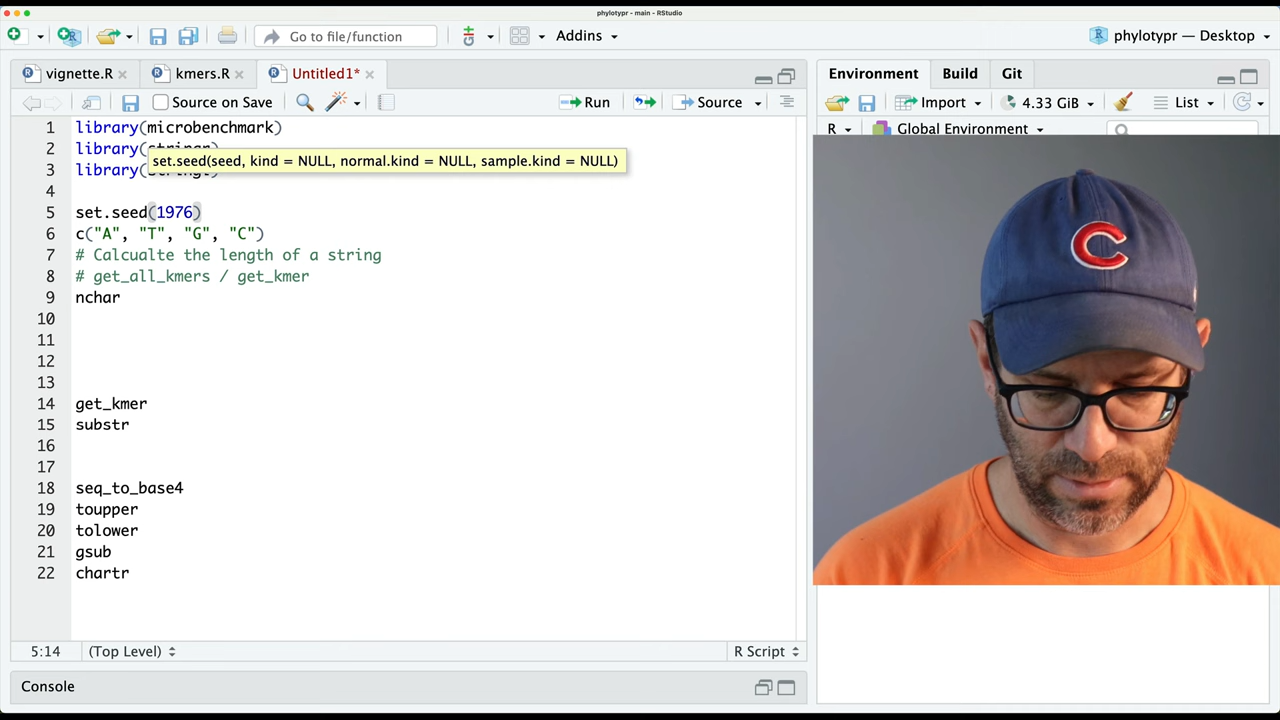 phylotypr - main - RStudio
Go to file/function
Addins
phylotypr — Desktop
vignette.R
kmers.R
Untitled1*
Environment
Build
Git
Source on Save
Run
Source
Import
4.33 GiB
List
R
Global Environment
1 library(microbenchmark)
2 library(
set.seed(seed, kind = NULL, normal.kind = NULL, sample.kind = NULL)
3 library(
4
5 set.seed(1976)
6 c("A", "T", "G", "C")
7 # Calcualte the length of a string
8 # get_all_kmers / get_kmer
9 nchar
10
11
12
13
14 get_kmer
15 substr
16
17
18 seq_to_base4
19 toupper
20 tolower
21 gsub
22 chartr
C
5:14
(Top Level)
R Script
Console